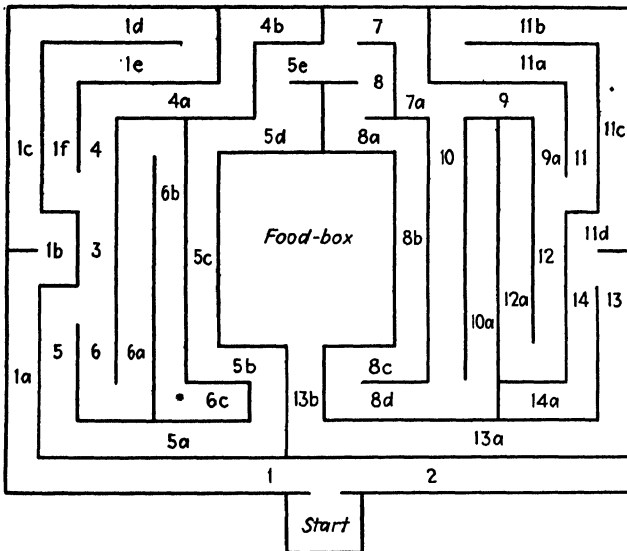 1d 4b 7 11b
1e 5e 11a
8
4a 7a 9
11c
5d 8a
1c 1f 4 10 9a 11
6b
Food-box
8b
1b 3 5c 12 11d
12a 14 13
10a
5 6 6a
1a 5b 8c
6c 13b 8d 14a
5a 13a
1 2
Start